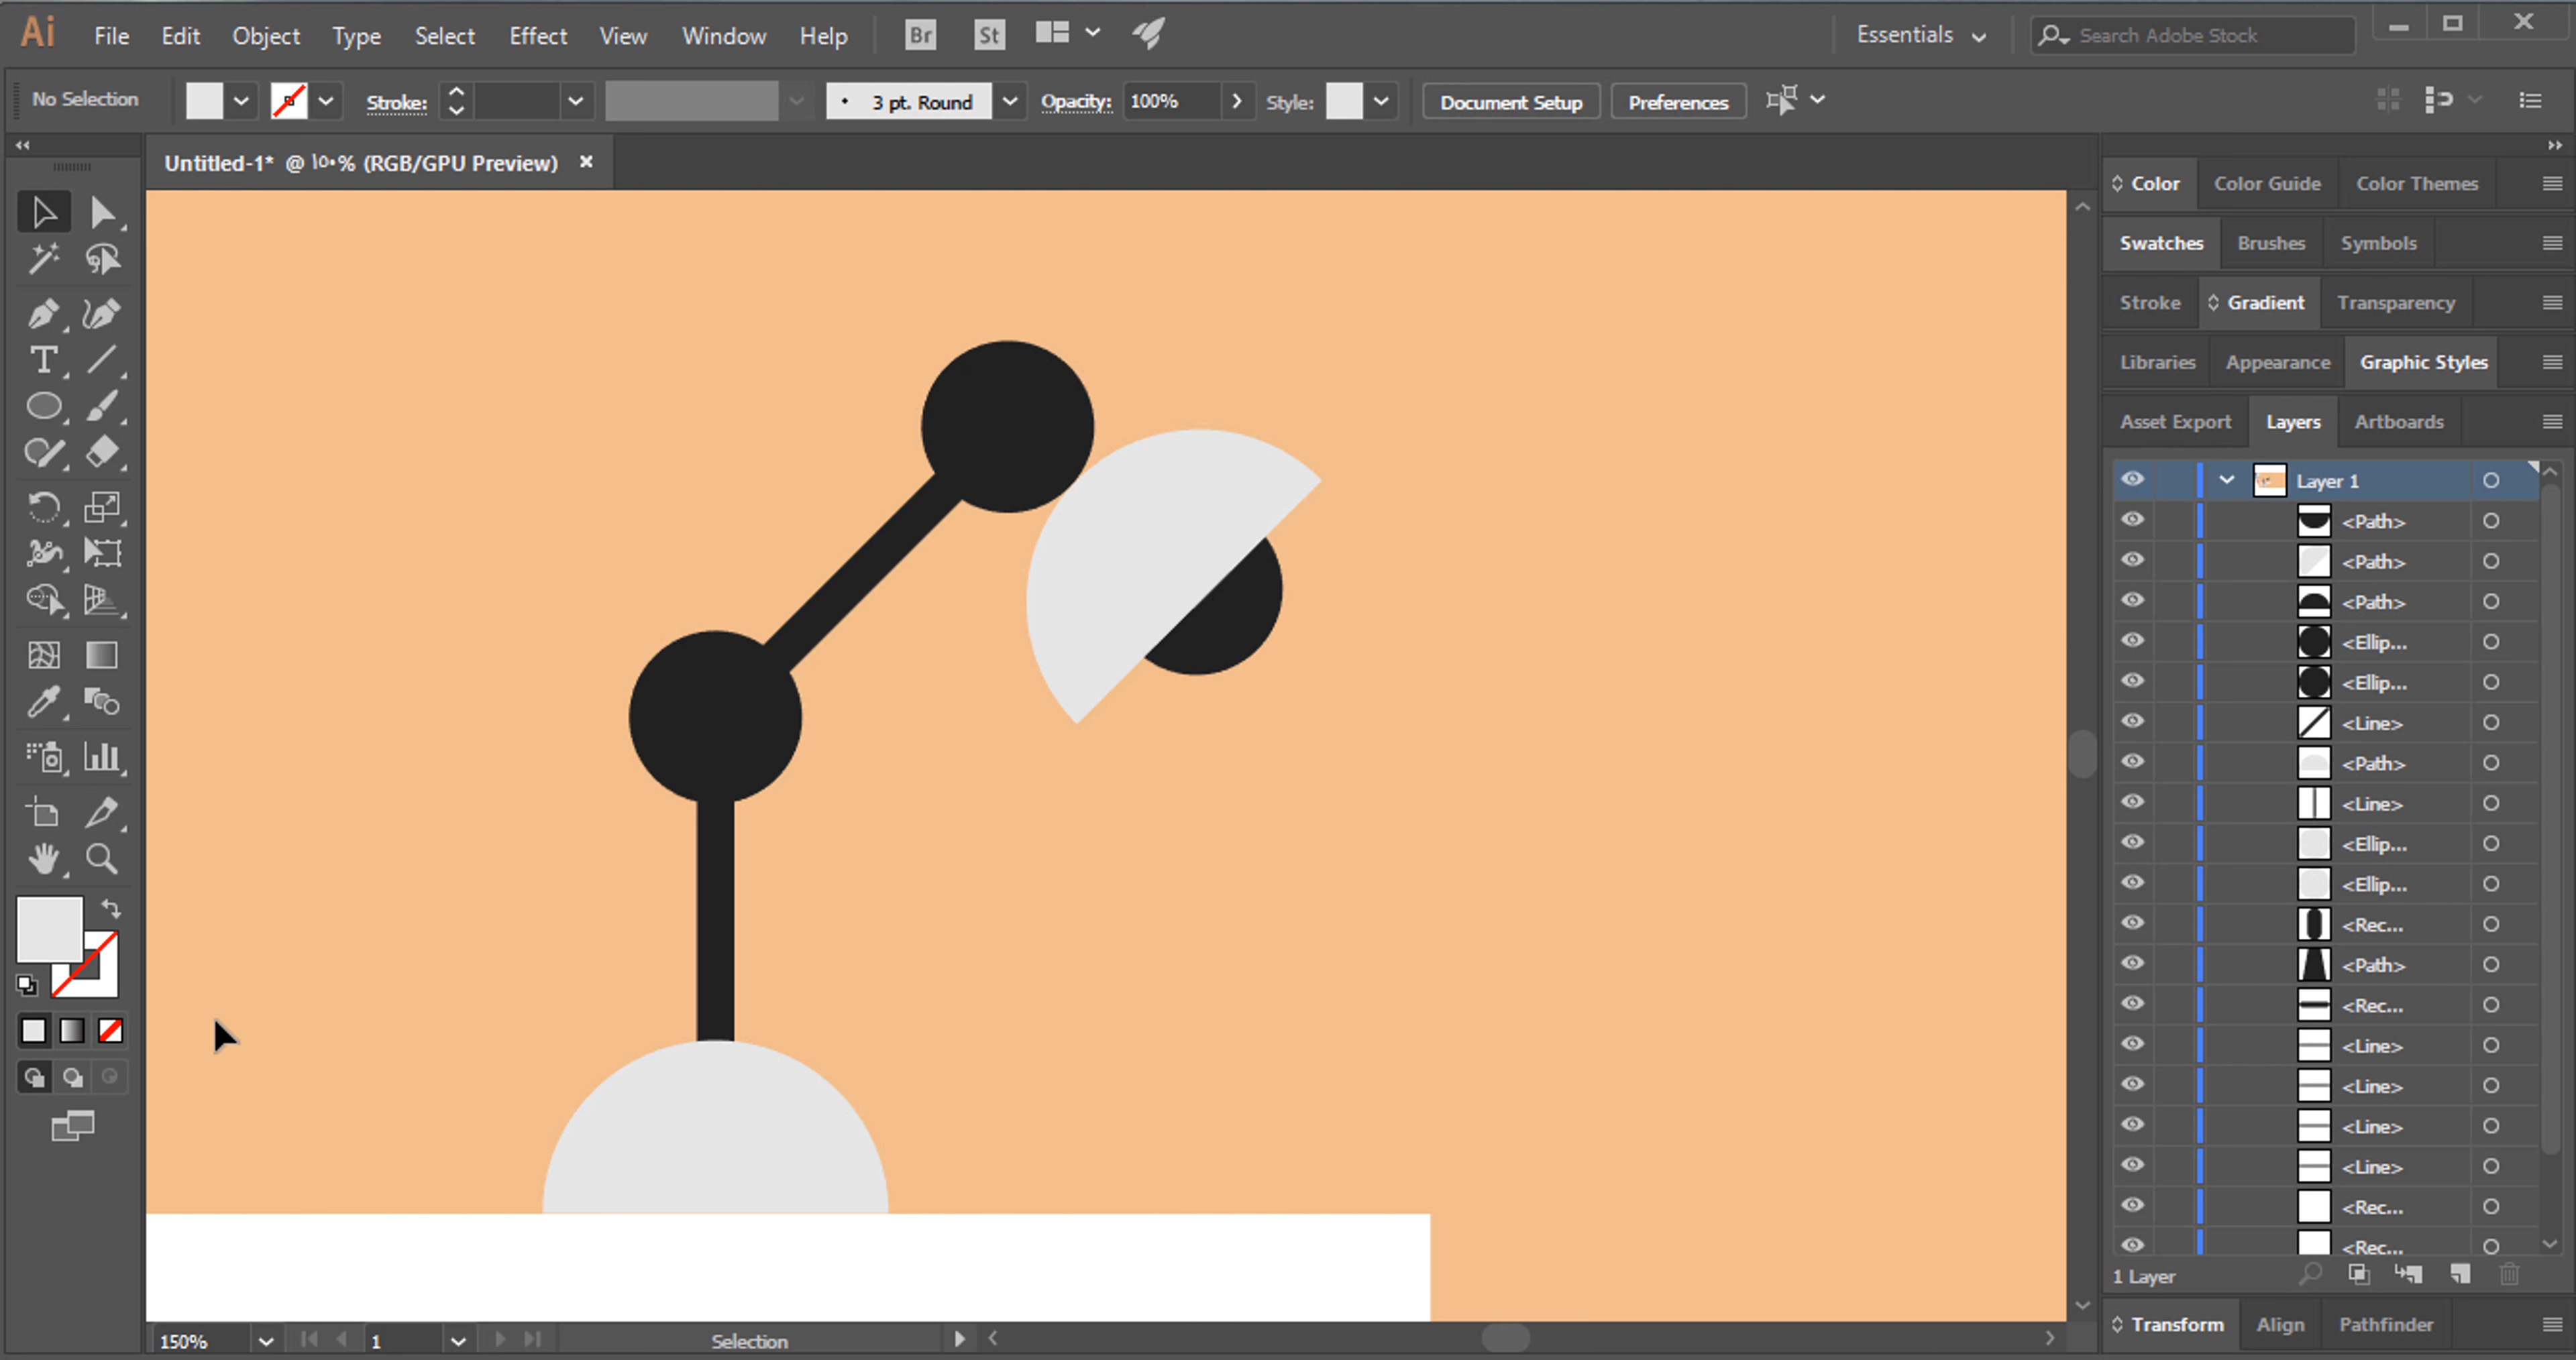 Ai File Edit Object Type Select Effect View Window Help Br St Essentials Search Adobe Stock
No Selection Stroke: 3 pt. Round Opacity: 100% Style: Document Setup Preferences
Untitled-1* @ ١٥٠% (RGB/GPU Preview)
Color Color Guide Color Themes
Swatches Brushes Symbols
Stroke Gradient Transparency
Libraries Appearance Graphic Styles
Asset Export Layers Artboards
Layer 1
<Path>
<Path>
<Path>
<Ellip...
<Ellip...
<Line>
<Path>
<Line>
<Ellip...
<Ellip...
<Rec...
<Path>
<Rec...
<Line>
<Line>
<Line>
<Line>
<Rec...
<Rec...
1 Layer
Transform Align Pathfinder
150% 1 Selection